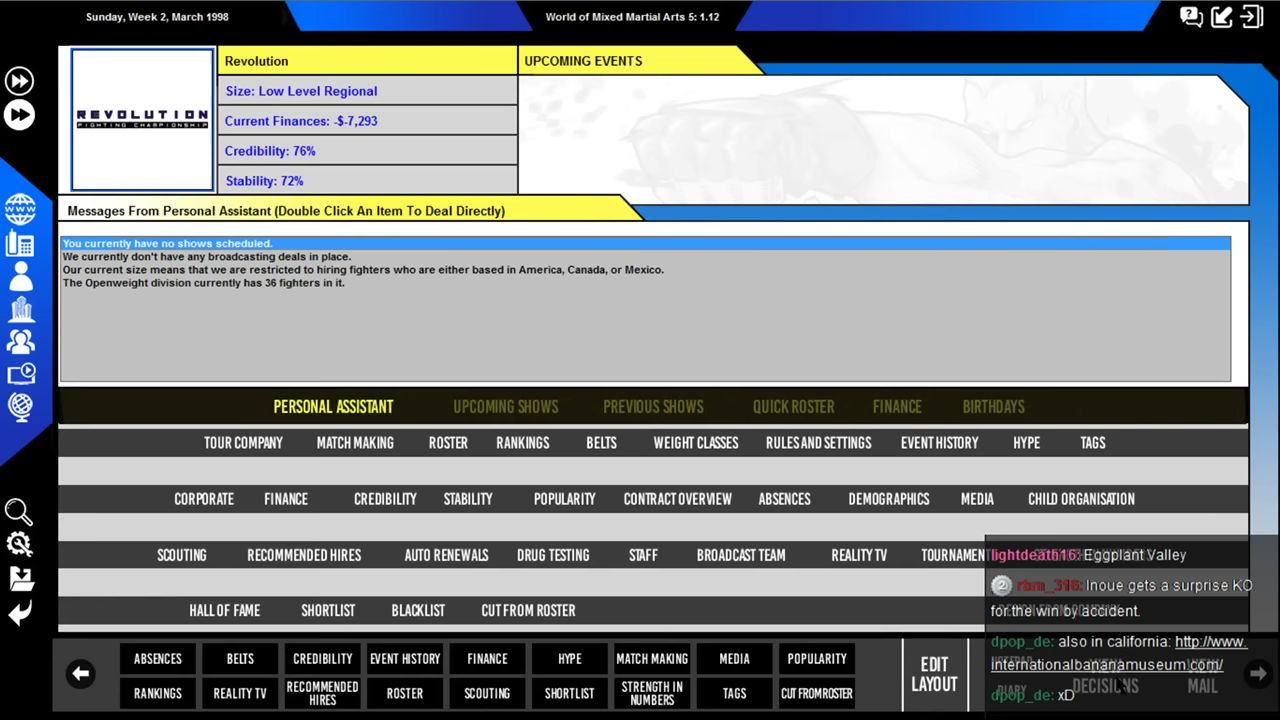 Sunday, Week 2, March 1998
World of Mixed Martial Arts 5: 1.12
REVOLUTION
FIGHTING CHAMPIONSHIP
Revolution
Size: Low Level Regional
Current Finances: -$-7,293
Credibility: 76%
Stability: 72%
UPCOMING EVENTS
Messages From Personal Assistant (Double Click An Item To Deal Directly)
You currently have no shows scheduled.
We currently don't have any broadcasting deals in place.
Our current size means that we are restricted to hiring fighters who are either based in America, Canada, or Mexico.
The Openweight division currently has 36 fighters in it.
PERSONAL ASSISTANT UPCOMING SHOWS PREVIOUS SHOWS QUICK ROSTER FINANCE BIRTHDAYS
TOUR COMPANY MATCH MAKING ROSTER RANKINGS BELTS WEIGHT CLASSES RULES AND SETTINGS EVENT HISTORY HYPE TAGS
CORPORATE FINANCE CREDIBILITY STABILITY POPULARITY CONTRACT OVERVIEW ABSENCES DEMOGRAPHICS MEDIA CHILD ORGANISATION
SCOUTING RECOMMENDED HIRES AUTO RENEWALS DRUG TESTING STAFF BROADCAST TEAM REALITY TV TOURNAMENT
HALL OF FAME SHORTLIST BLACKLIST CUT FROM ROSTER
lightdeath16: Eggplant Valley
2 rbm_316: Inoue gets a surprise KO
for the win by accident.
dpop_de: also in california: http://www.
internationalbananamuseum.com/
dpop_de: xD
ABSENCES BELTS CREDIBILITY EVENT HISTORY FINANCE HYPE MATCH MAKING MEDIA POPULARITY
RANKINGS REALITY TV RECOMMENDED HIRES ROSTER SCOUTING SHORTLIST STRENGTH IN NUMBERS TAGS CUT FROM ROSTER
EDIT LAYOUT
DIARY DECISIONS MAIL
WWW